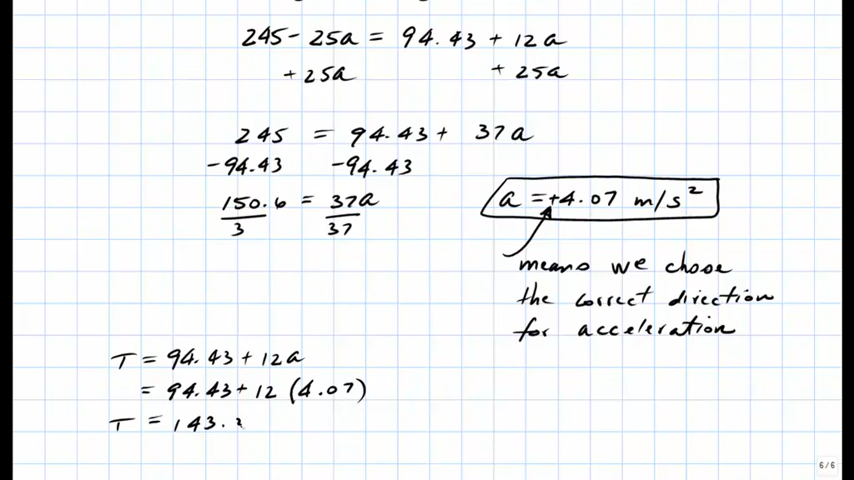 245 - 25a = 94.43 + 12a
+ 25a + 25a
245 = 94.43 + 37a
-94.43 -94.43
150.6 = 37a
3 37
a = +4.07 m/s²
means we chose
the correct direction
for acceleration
T = 94.43 + 12a
= 94.43 + 12 (4.07)
T = 143.
6/6